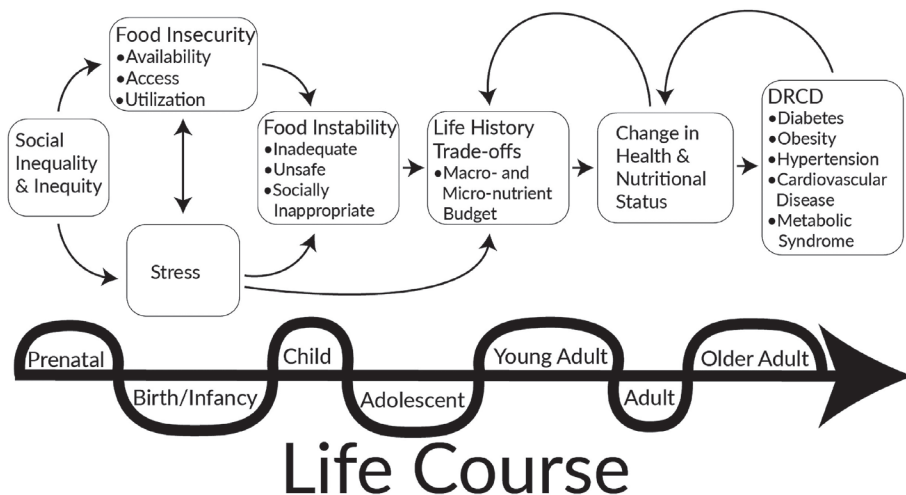 Food Insecurity
•Availability
•Access
•Utilization
Social
Inequality
& Inequity
Stress
Food Instability
•Inadequate
•Unsafe
•Socially
Inappropriate
Life History
Trade-offs
•Macro- and
Micro-nutrient
Budget
Change in
Health &
Nutritional
Status
DRCD
•Diabetes
•Obesity
•Hypertension
•Cardiovascular
Disease
•Metabolic
Syndrome
Prenatal
Birth/Infancy
Child
Adolescent
Young Adult
Adult
Older Adult
Life Course